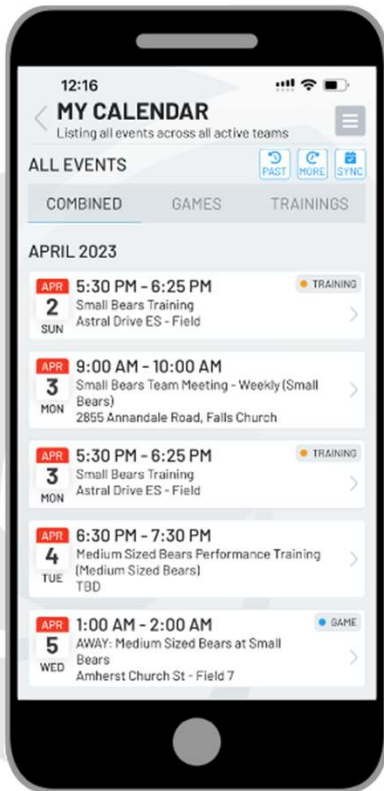 12:16
MY CALENDAR
Listing all events across all active teams
ALL EVENTS
PAST MORE SYNC
COMBINED GAMES TRAININGS
APRIL 2023
APR 5:30 PM - 6:25 PM TRAINING
2 Small Bears Training
SUN Astral Drive ES - Field
APR 9:00 AM - 10:00 AM
3 Small Bears Team Meeting - Weekly (Small
MON Bears)
2855 Annandale Road, Falls Church
APR 5:30 PM - 6:25 PM TRAINING
3 Small Bears Training
MON Astral Drive ES - Field
APR 6:30 PM - 7:30 PM
4 Medium Sized Bears Performance Training
TUE (Medium Sized Bears)
TBD
APR 1:00 AM - 2:00 AM GAME
5 AWAY: Medium Sized Bears at Small
WED Bears
Amherst Church St - Field 7